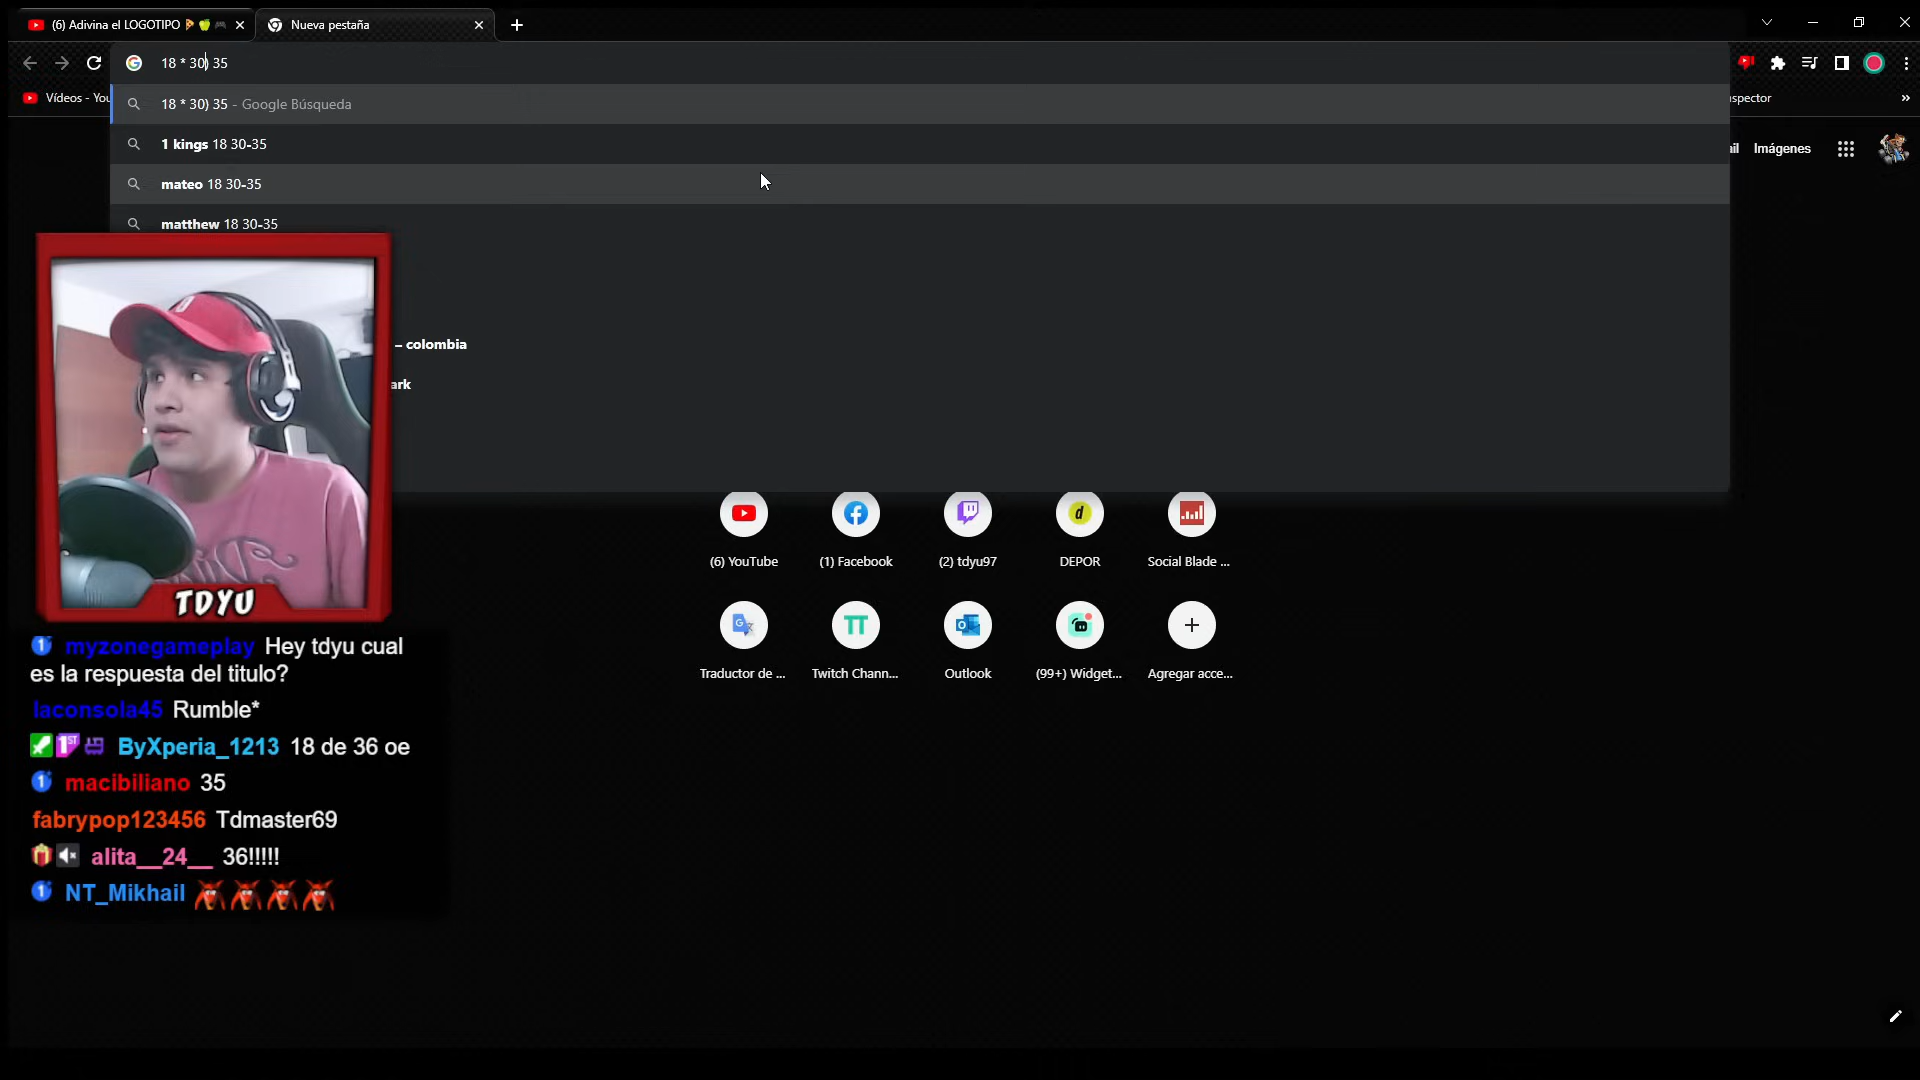 (6) Adivina el LOGOTIPO
Nueva pestaña
18 * 30) 35
Vídeos - You
18 * 30) 35 - Google Búsqueda
spector
»
1 kings 18 30-35
il
Imágenes
mateo 18 30-35
matthew 18 30-35
– colombia
ark
TDYU
(6) YouTube
(1) Facebook
(2) tdyu97
DEPOR
Social Blade ...
Traductor de ...
Twitch Chann...
Outlook
(99+) Widget...
Agregar acce...
myzonegameplay Hey tdyu cual
es la respuesta del titulo?
laconsola45 Rumble*
ByXperia_1213 18 de 36 oe
macibiliano 35
fabrypop123456 Tdmaster69
alita__24__ 36!!!!!
NT_Mikhail